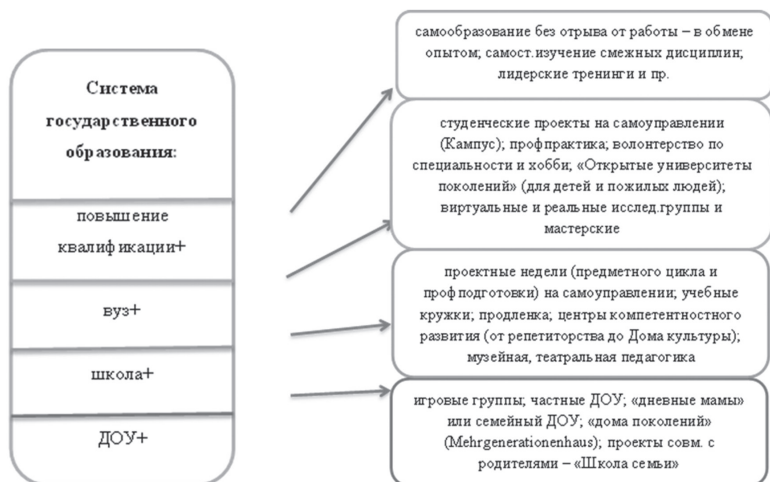 Система
государственного
образования:
повышение
квалификации+
вуз+
школа+
ДОУ+
самообразование без отрыва от работы – в обмене
опытом; самост.изучение смежных дисциплин;
лидерские тренинги и пр.
студенческие проекты на самоуправлении
(Кампус); профпрактика; волонтерство по
специальности и хобби; «Открытые университеты
поколений» (для детей и пожилых людей);
виртуальные и реальные исслед.группы и
мастерские
проектные недели (предметного цикла и
профподготовки) на самоуправлении; учебные
кружки; продленка; центры компетентностного
развития (от репетиторства до Дома культуры);
музейная, театральная педагогика
игровые группы; частные ДОУ; «дневные мамы»
или семейный ДОУ; «дома поколений»
(Mehrgenerationenhaus); проекты совм. с
родителями – «Школа семьи»